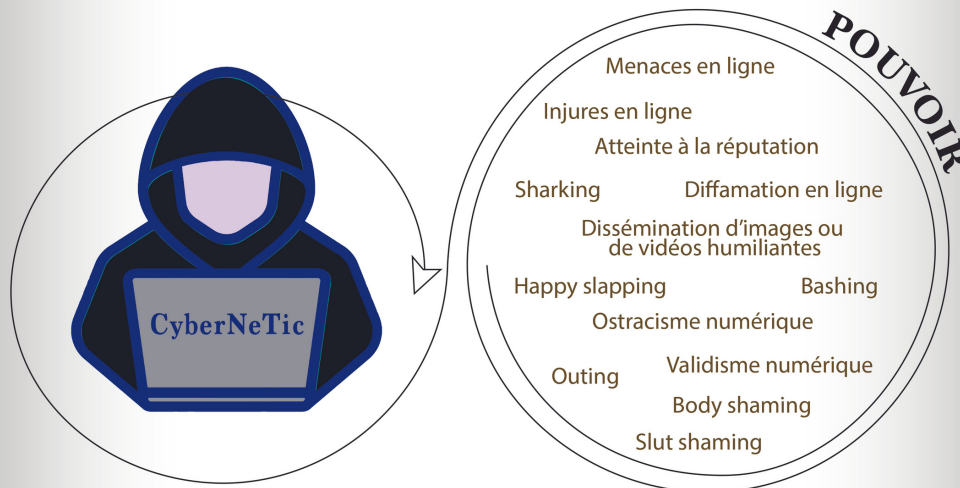 POUVOIR
Menaces en ligne
Injures en ligne
Atteinte à la réputation
Sharking
Diffamation en ligne
Dissémination d'images ou
de vidéos humiliantes
Happy slapping
Bashing
CyberNeTic
Ostracisme numérique
Validisme numérique
Outing
Body shaming
Slut shaming